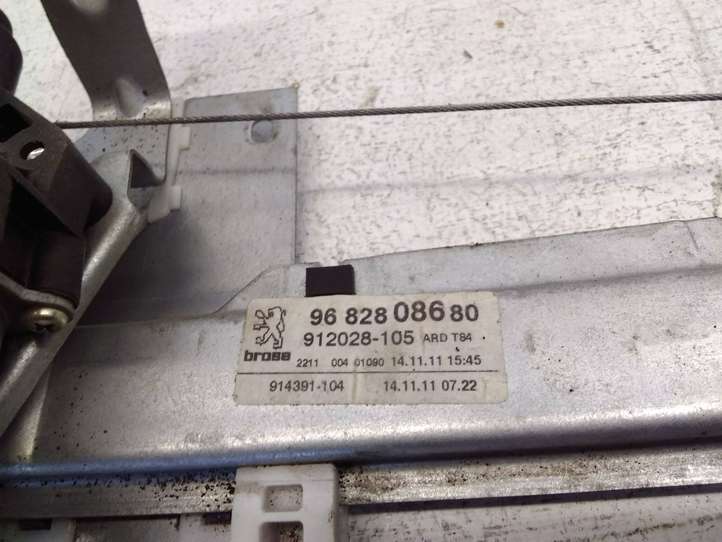 96 828 086 80
912028-105 ARD T84
brose 2211 004 01090 14.11.11 15:45
914391-104 14.11.11 07.22